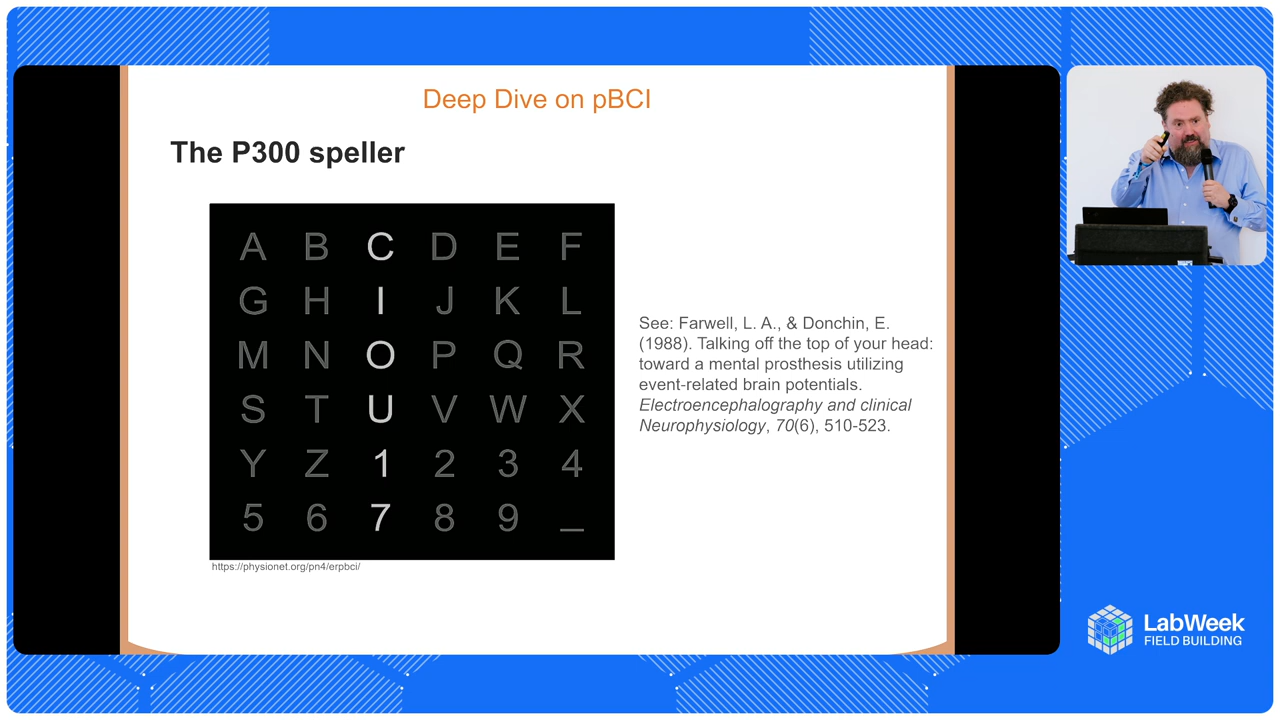 Deep Dive on pBCI
The P300 speller
A B C D E F
G H I J K L
M N O P Q R
S T U V W X
Y Z 1 2 3 4
5 6 7 8 9 _
https://physionet.org/pn4/erpbci/
See: Farwell, L. A., & Donchin, E.
(1988). Talking off the top of your head:
toward a mental prosthesis utilizing
event-related brain potentials.
Electroencephalography and clinical
Neurophysiology, 70(6), 510-523.
LabWeek
FIELD BUILDING